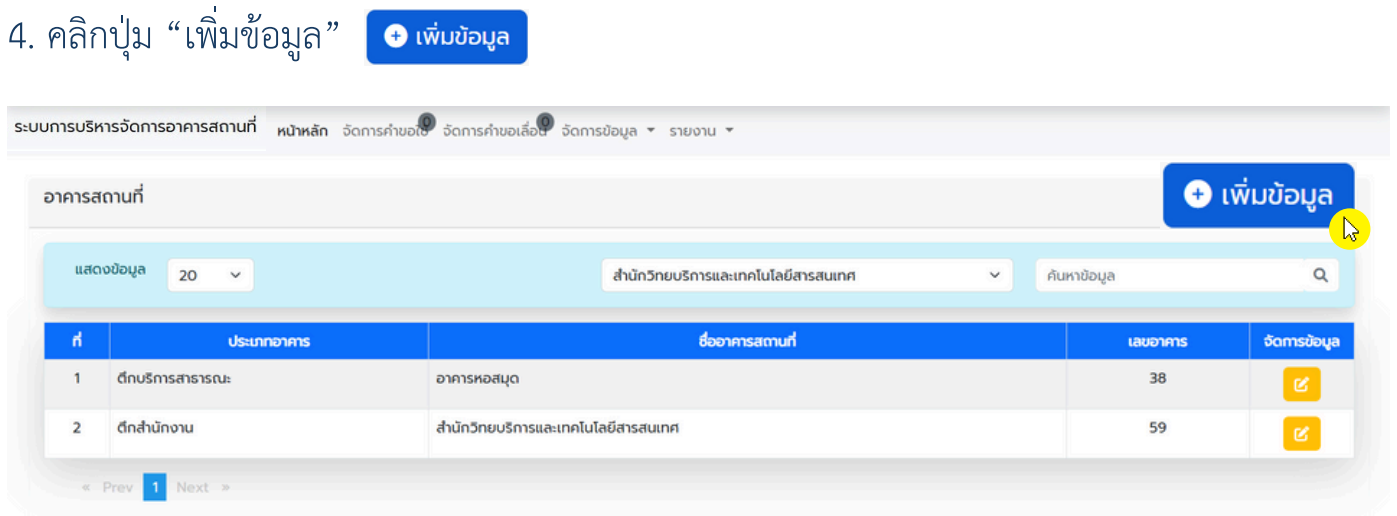 4. คลิกปุ่ม “เพิ่มข้อมูล” เพิ่มข้อมูล
ระบบการบริหารจัดการอาคารสถานที่ หน้าหลัก จัดการคำขอใช้ 0 จัดการคำขอเลื่อน 0 จัดการข้อมูล รายงาน
อาคารสถานที่ เพิ่มข้อมูล
แสดงข้อมูล 20 สำนักวิทยบริการและเทคโนโลยีสารสนเทศ ค้นหาข้อมูล
ที่ ประเภทอาคาร ชื่ออาคารสถานที่ เลขอาคาร จัดการข้อมูล
1 ตึกบริการสาธารณะ อาคารหอสมุด 38
2 ตึกสำนักงาน สำนักวิทยบริการและเทคโนโลยีสารสนเทศ 59
« Prev 1 Next »